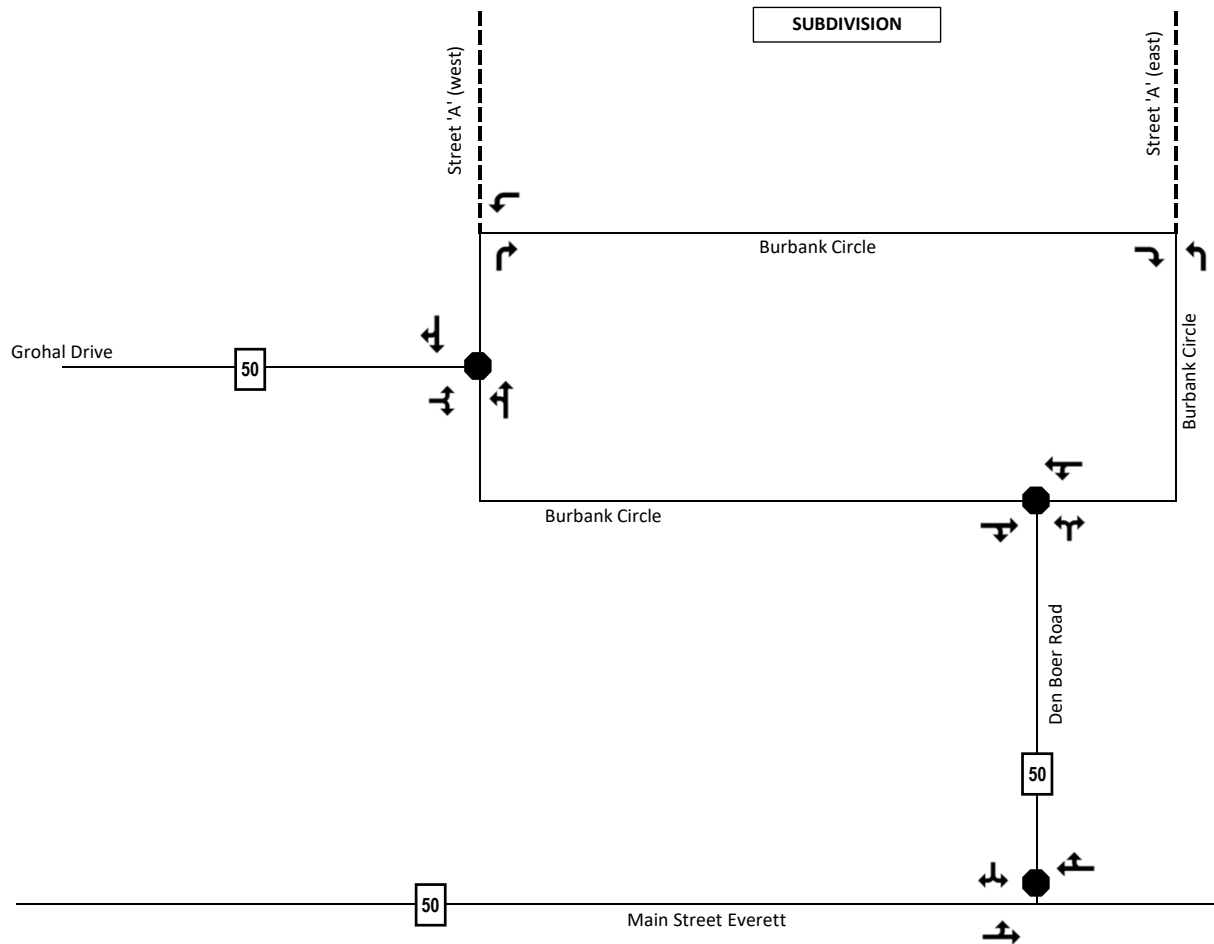 SUBDIVISION
Street 'A' (west)
Street 'A' (east)
Burbank Circle
Burbank Circle
Grohal Drive
50
Burbank Circle
Den Boer Road
50
50
Main Street Everett